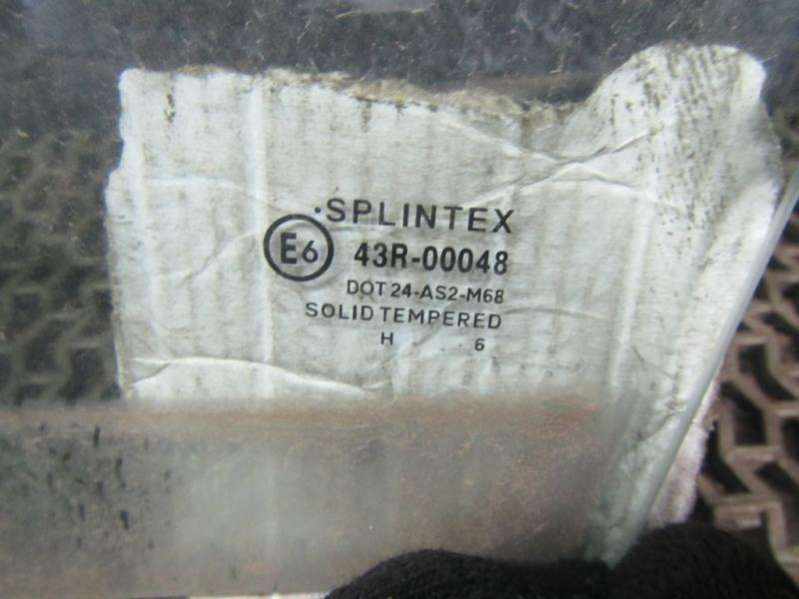 ·SPLINTEX
E6 43R-00048
DOT 24-AS2-M68
SOLID TEMPERED
H 6